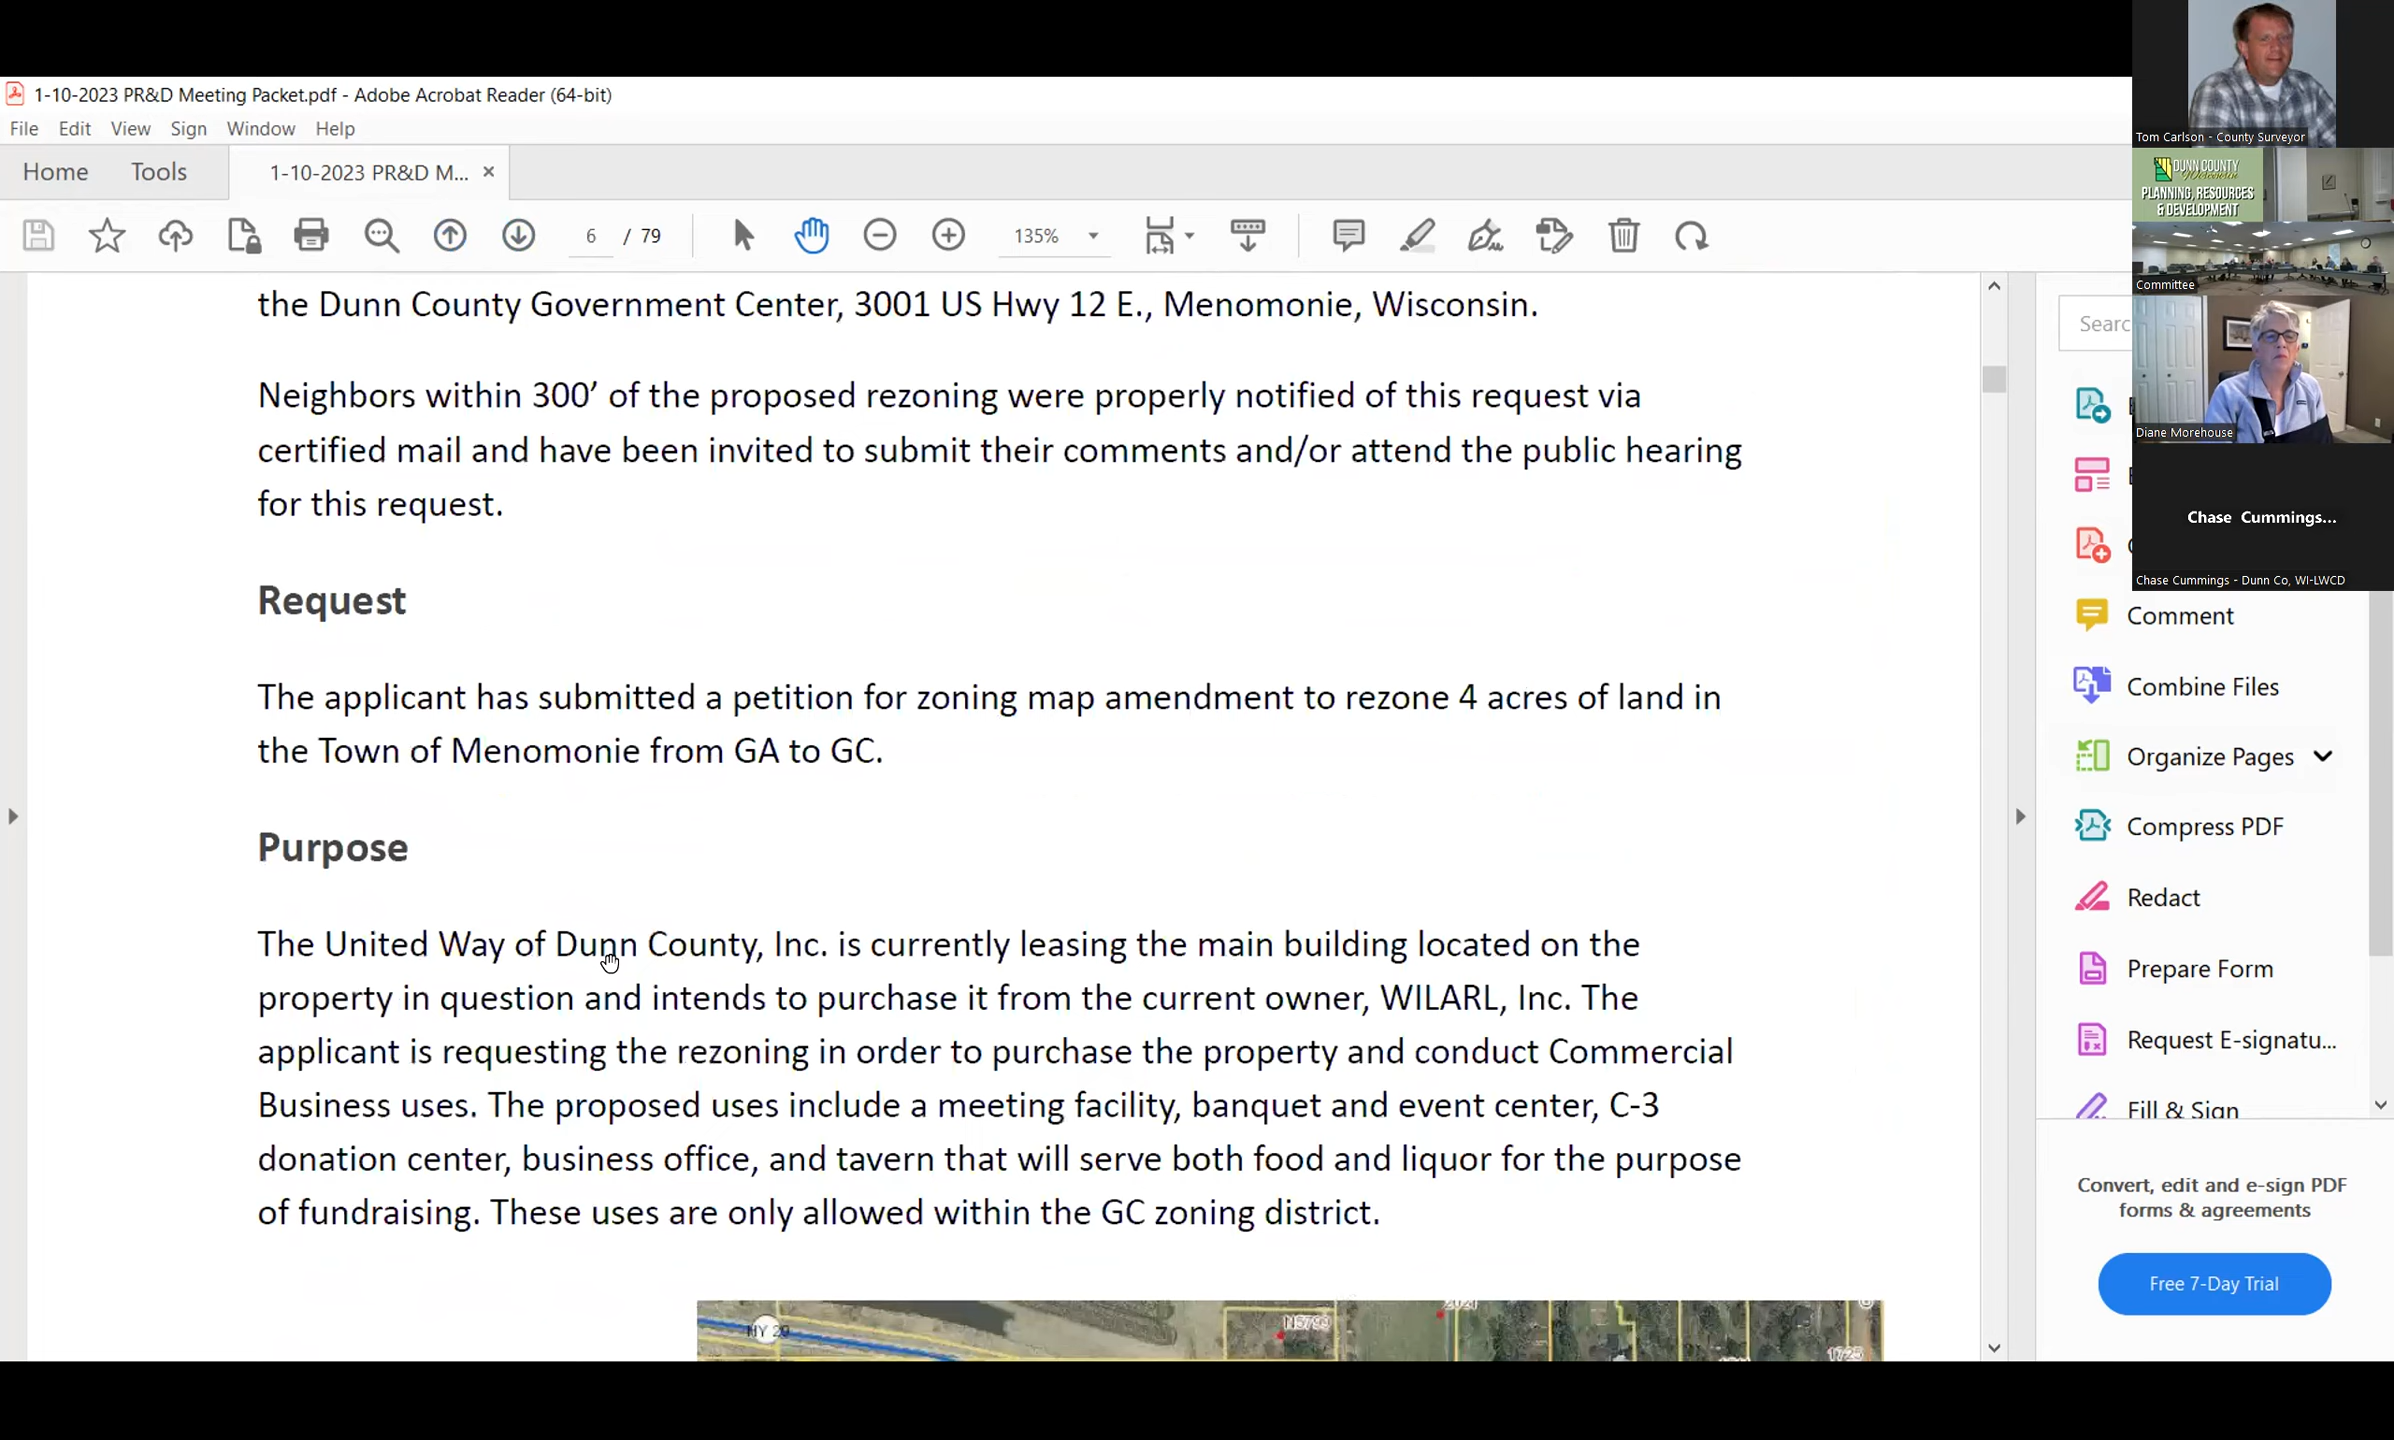 1-10-2023 PR&D Meeting Packet.pdf - Adobe Acrobat Reader (64-bit)
File Edit View Sign Window Help
Home Tools 1-10-2023 PR&D M... ×
6 / 79 135%
the Dunn County Government Center, 3001 US Hwy 12 E., Menomonie, Wisconsin.
Neighbors within 300’ of the proposed rezoning were properly notified of this request via
certified mail and have been invited to submit their comments and/or attend the public hearing
for this request.
Request
The applicant has submitted a petition for zoning map amendment to rezone 4 acres of land in
the Town of Menomonie from GA to GC.
Purpose
The United Way of Dunn County, Inc. is currently leasing the main building located on the
property in question and intends to purchase it from the current owner, WILARL, Inc. The
applicant is requesting the rezoning in order to purchase the property and conduct Commercial
Business uses. The proposed uses include a meeting facility, banquet and event center, C-3
donation center, business office, and tavern that will serve both food and liquor for the purpose
of fundraising. These uses are only allowed within the GC zoning district.
HY 29
N5799
2021
1725
Searc
Comment
Combine Files
Organize Pages
Compress PDF
Redact
Prepare Form
Request E-signatu...
Fill & Sign
Convert, edit and e-sign PDF
forms & agreements
Free 7-Day Trial
Tom Carlson - County Surveyor
DUNN COUNTY
Wisconsin
PLANNING, RESOURCES
& DEVELOPMENT
Committee
Diane Morehouse
Chase Cummings...
Chase Cummings - Dunn Co, WI-LWCD